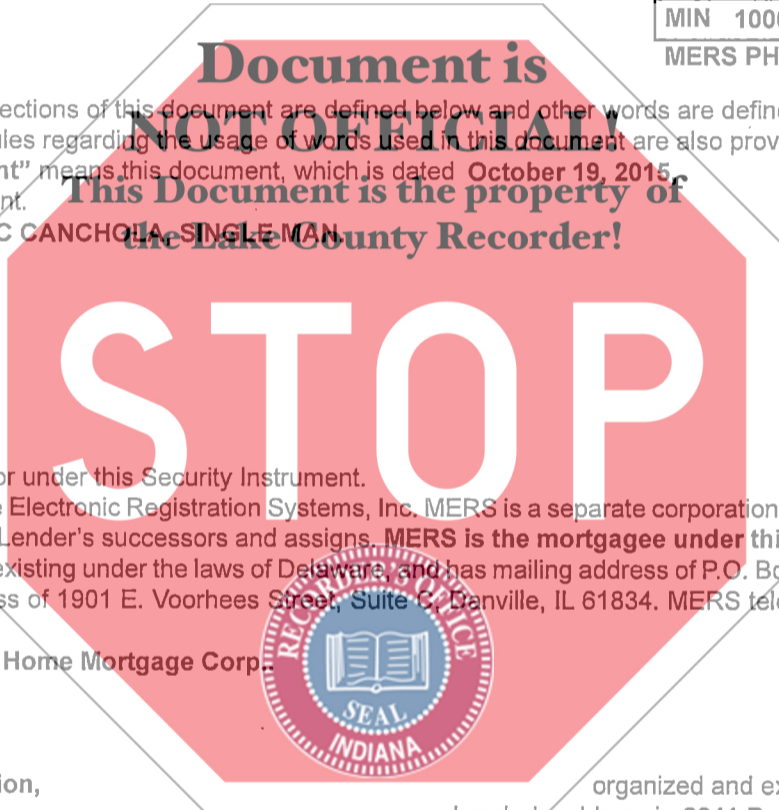 MIN 100
MERS PH
Document is
ections of this document are defined below and other words are define
NOT OFFICIAL!
les regarding the usage of words used in this document are also prov
nt" means this document, which is dated October 19, 2015,
This Document is the property of
nt.
C CANCHOLA, SINGLE MAN.
the Lake County Recorder!
STOP
or under this Security Instrument.
Electronic Registration Systems, Inc. MERS is a separate corporation
Lender's successors and assigns. MERS is the mortgagee under thi
existing under the laws of Delaware, and has mailing address of P.O. Bo
ss of 1901 E. Voorhees Street, Suite C, Danville, IL 61834. MERS tele
RECORDER'S OFFICE
Home Mortgage Corp..
SEAL
INDIANA
ion,
organized and ex